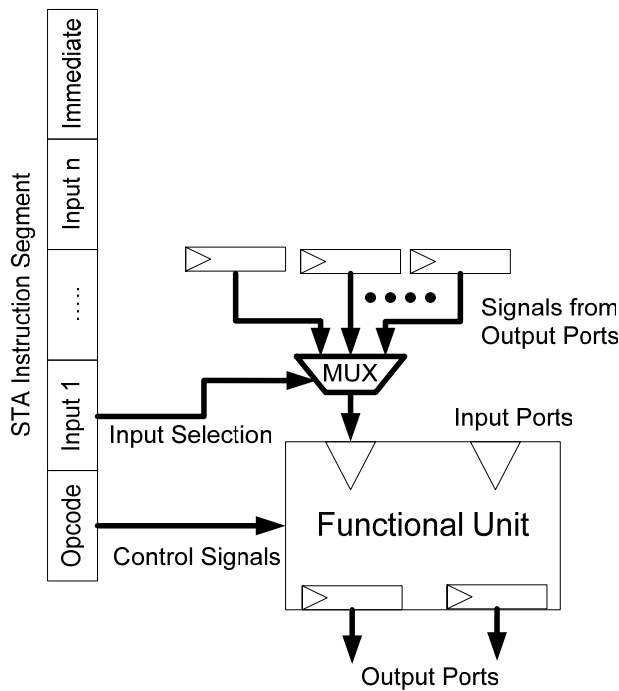 STA Instruction Segment
Immediate
Input n
.....
Input 1
Opcode
Signals from
Output Ports
MUX
Input Selection
Input Ports
Functional Unit
Control Signals
Output Ports